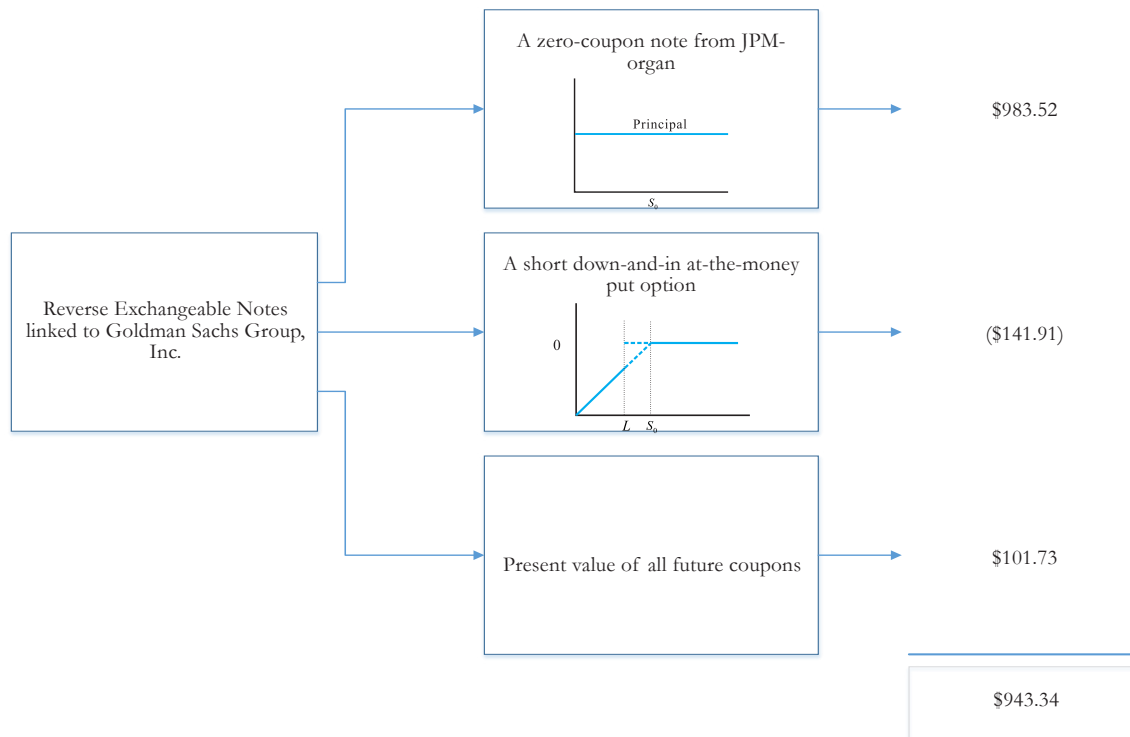 A zero-coupon note from JPM-
organ
Principal
S₀
$983.52
Reverse Exchangeable Notes
linked to Goldman Sachs Group,
Inc.
A short down-and-in at-the-money
put option
0
L S₀
($141.91)
Present value of all future coupons
$101.73
$943.34